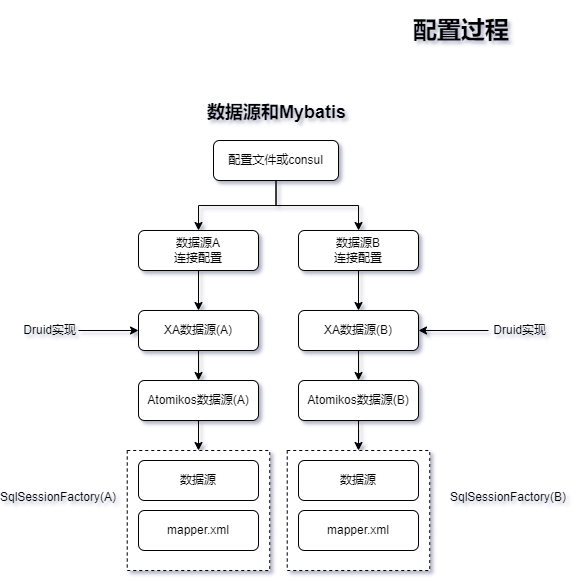 配置过程
数据源和Mybatis
配置文件或consul
数据源A
连接配置
数据源B
连接配置
Druid实现
XA数据源(A)
XA数据源(B)
Druid实现
Atomikos数据源(A)
Atomikos数据源(B)
SqlSessionFactory(A)
数据源
mapper.xml
数据源
mapper.xml
SqlSessionFactory(B)